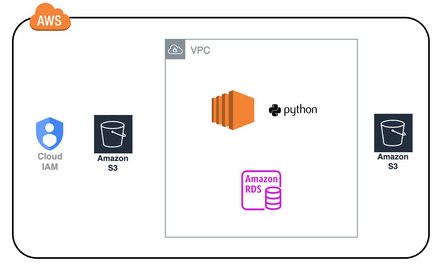 AWS
VPC
python
Cloud
IAM
Amazon
S3
Amazon
RDS
Amazon
S3